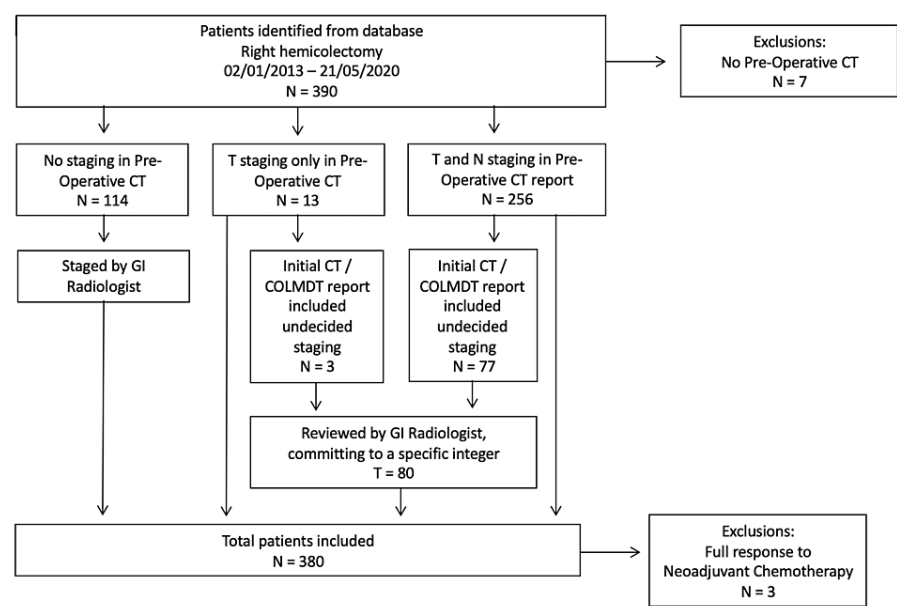 Patients identified from database
Right hemicolectomy
02/01/2013 – 21/05/2020
N = 390
Exclusions:
No Pre-Operative CT
N = 7
No staging in Pre-
Operative CT
N = 114
T staging only in Pre-
Operative CT
N = 13
T and N staging in Pre-
Operative CT report
N = 256
Staged by GI
Radiologist
Initial CT /
COLMDT report
included
undecided
staging
N = 3
Initial CT /
COLMDT report
included
undecided
staging
N = 77
Reviewed by GI Radiologist,
committing to a specific integer
T = 80
Total patients included
N = 380
Exclusions:
Full response to
Neoadjuvant Chemotherapy
N = 3